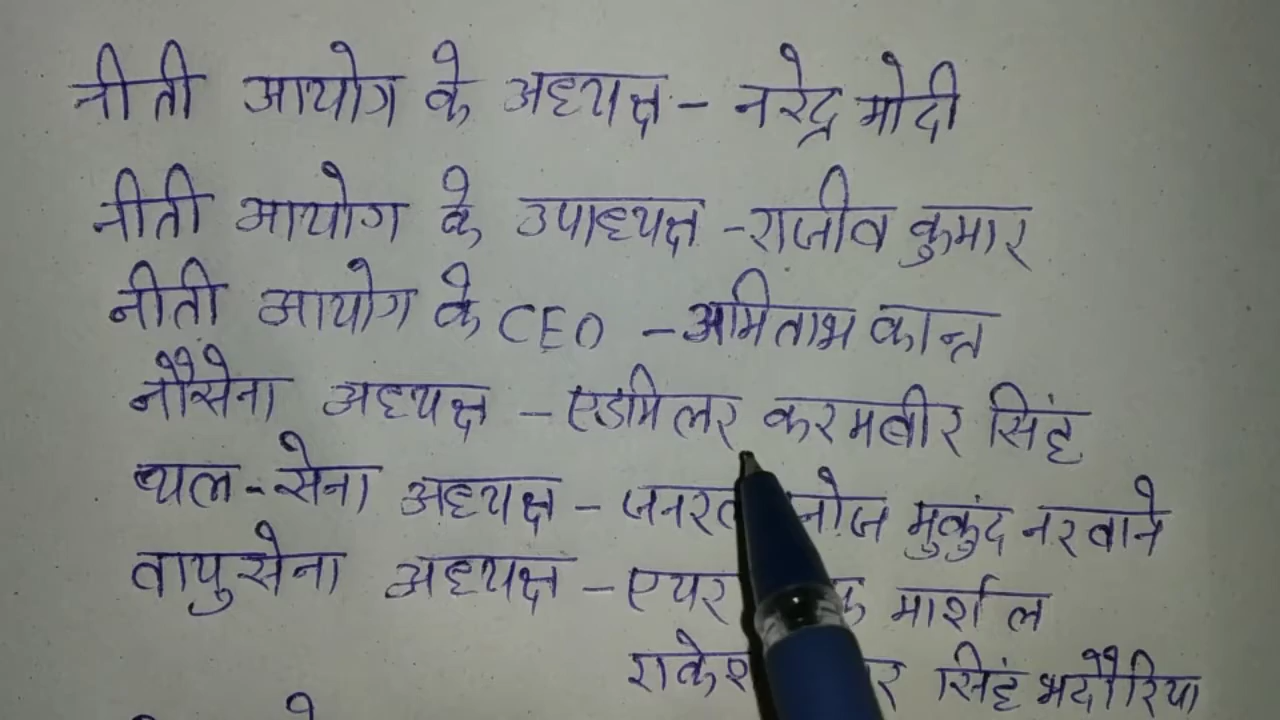 नीती आयोग के अध्यक्ष - नरेद्र मोदी
नीती आयोग के उपाध्यक्ष - राजीव कुमार
नीती आयोग के CEO - अमिताभ कान्त
नौसेना अध्यक्ष - एडमिलर करमबीर सिंह
थल-सेना अध्यक्ष - मुकुंद नरवाने
वायुसेना अध्यक्ष - एयर मार्शल
सिंह भदौरिया